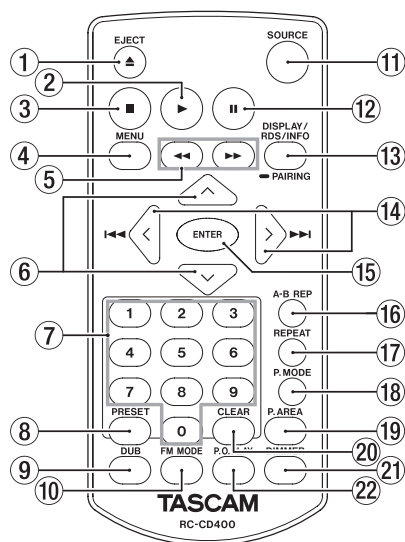 EJECT
SOURCE
1
2
11
3
12
MENU
DISPLAY/
RDS/INFO
4
13
5
PAIRING
14
ENTER
6
15
1 2 3
A-B REP
16
7
REPEAT
4 5 6
17
P.MODE
7 8 9
18
PRESET
CLEAR
P.AREA
8
0
19
DUB
FM MODE
20
9
21
10
22
TASCAM
RC-CD400